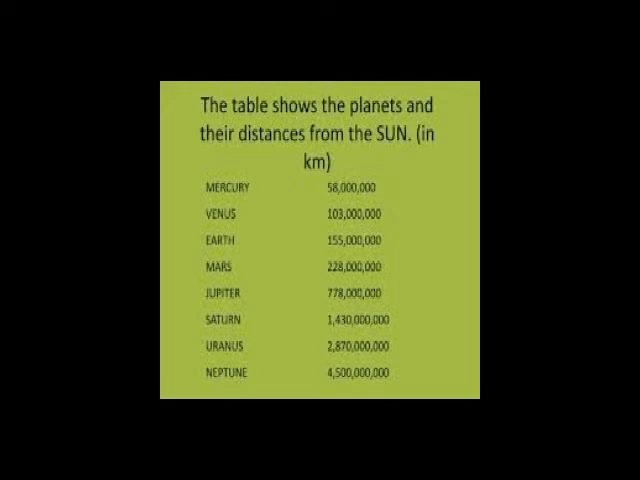 The table shows the planets and
their distances from the SUN. (in
km)
MERCURY 58,000,000
VENUS 103,000,000
EARTH 155,000,000
MARS 228,000,000
JUPITER 778,000,000
SATURN 1,430,000,000
URANUS 2,870,000,000
NEPTUNE 4,500,000,000